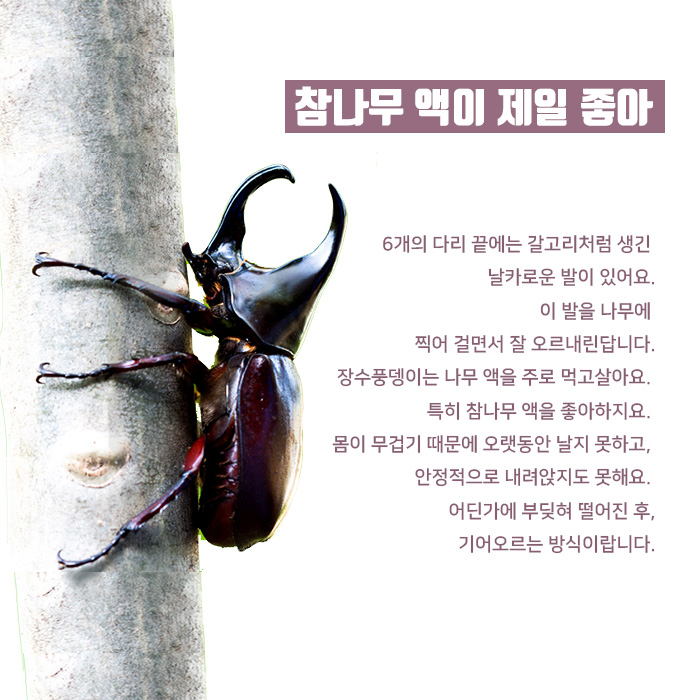 참나무 액이 제일 좋아
6개의 다리 끝에는 갈고리처럼 생긴
날카로운 발이 있어요.
이 발을 나무에
찍어 걸면서 잘 오르내린답니다.
장수풍뎅이는 나무 액을 주로 먹고살아요.
특히 참나무 액을 좋아하지요.
몸이 무겁기 때문에 오랫동안 날지 못하고,
안정적으로 내려앉지도 못해요.
어딘가에 부딪혀 떨어진 후,
기어오르는 방식이랍니다.